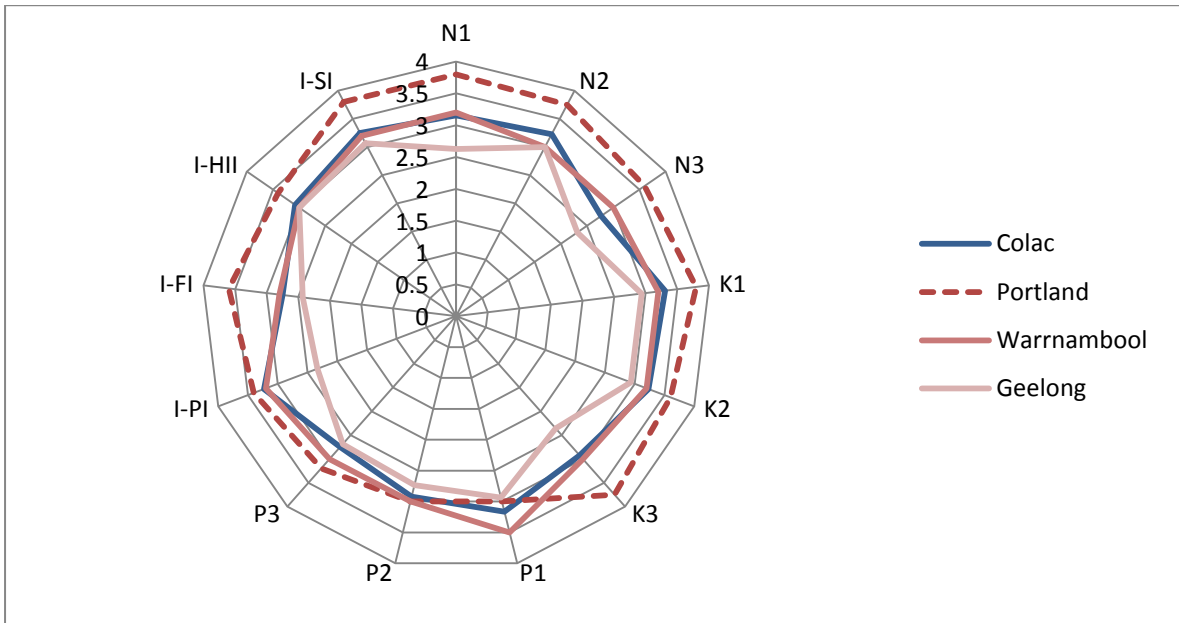 N1
N2
N3
K1
K2
K3
P1
P2
P3
I-PI
I-FI
I-HII
I-SI
4
3.5
3
2.5
2
1.5
1
0.5
0
Colac
Portland
Warrnambool
Geelong